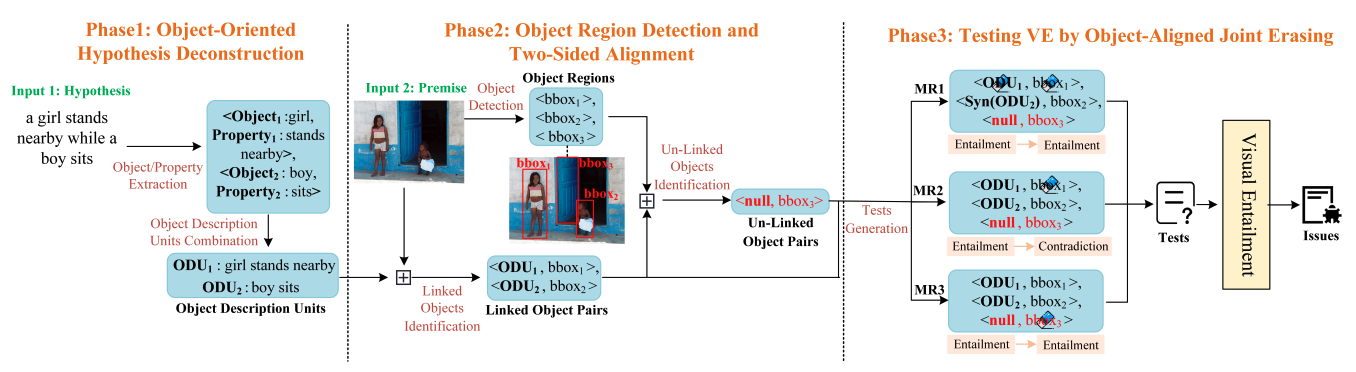 Phase1: Object-Oriented
Hypothesis Deconstruction
Input 1: Hypothesis
a girl stands
nearby while a
boy sits
Object/Property
Extraction
<Object1 :girl,
Property1 : stands
nearby>,
<Object2 : boy,
Property2 : sits>
Object Description
Units Combination
ODU1 : girl stands nearby
ODU2 : boy sits
Object Description Units
Phase2: Object Region Detection and
Two-Sided Alignment
Input 2: Premise
Object
Detection
Object Regions
<bbox1>,
<bbox2>,
< bbox3>
bbox1
bbox3
bbox2
Linked
Objects
Identification
<ODU1 , bbox1>,
<ODU2 , bbox2>
Linked Object Pairs
Un-Linked
Objects
Identification
<null, bbox3>
Un-Linked
Object Pairs
Phase3: Testing VE by Object-Aligned Joint Erasing
Tests
Generation
MR1
<ODU1 , bbox1>,
<Syn(ODU2) , bbox2>,
<null , bbox3>
Entailment
Entailment
MR2
<ODU1 , bbox1>,
<ODU2 , bbox2>,
<null , bbox3>
Entailment
Contradiction
MR3
<ODU1 , bbox1>,
<ODU2 , bbox2>,
<null , bbox3>
Entailment
Entailment
?
Tests
Visual Entailment
Issues